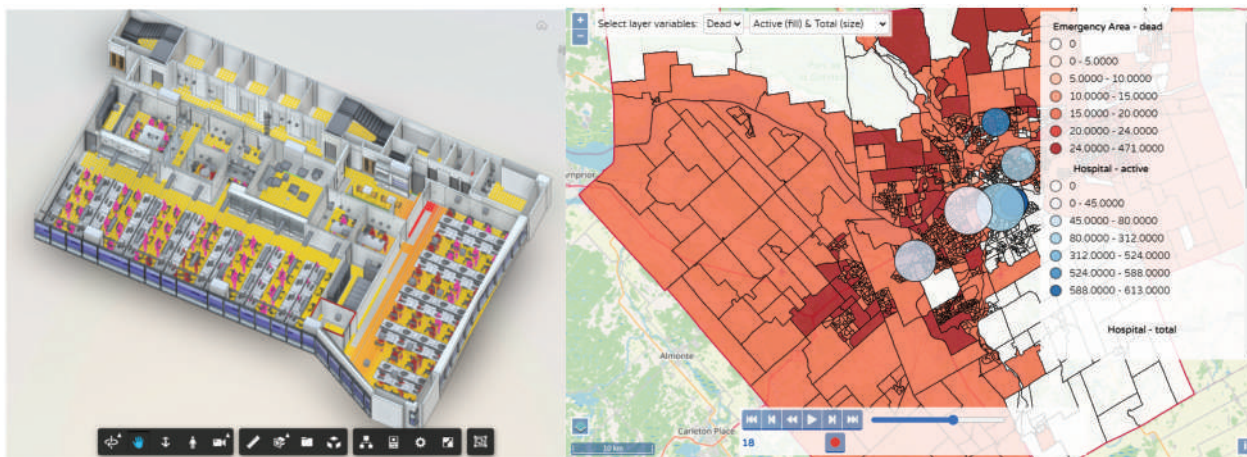 Select layer variables: Dead Active (fill) & Total (size)
Emergency Area - dead
0
0 - 5.0000
5.0000 - 10.0000
10.0000 - 15.0000
15.0000 - 20.0000
20.0000 - 24.0000
24.0000 - 471.0000
Hospital - active
0
0 - 45.0000
45.0000 - 80.0000
80.0000 - 312.0000
312.0000 - 524.0000
524.0000 - 588.0000
588.0000 - 613.0000
Hospital - total
Almonte
Carleton Place
18
10 km